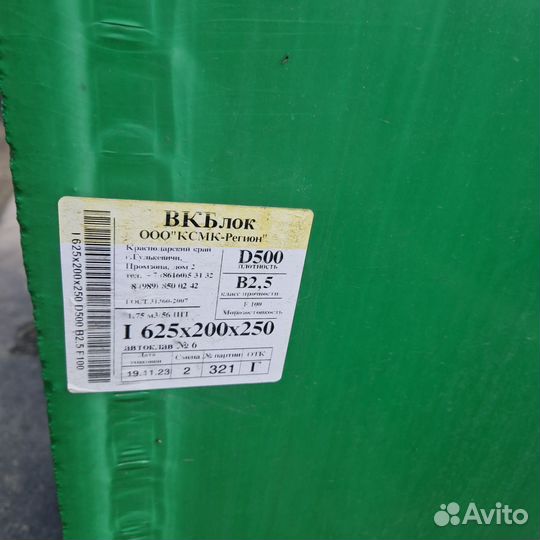 I 625x200x250 D500 B2,5 F100
ВКБлок
ООО"КСМК-Регион"
Краснодарский край
г.Гулькевичи,
Промзона, дом 2
тел. +7(86160)5 31 32
8 (989) 850 02 42
ГОСТ 31360-2007
1,75 м3/56 ШТ
D500
плотность
B2,5
класс прочности
F 100
Морозостойкость
I 625x200x250
автоклав № 6
Дата упаковки Смена № партии ОТК
19.11.23 2 321 Г
Avito